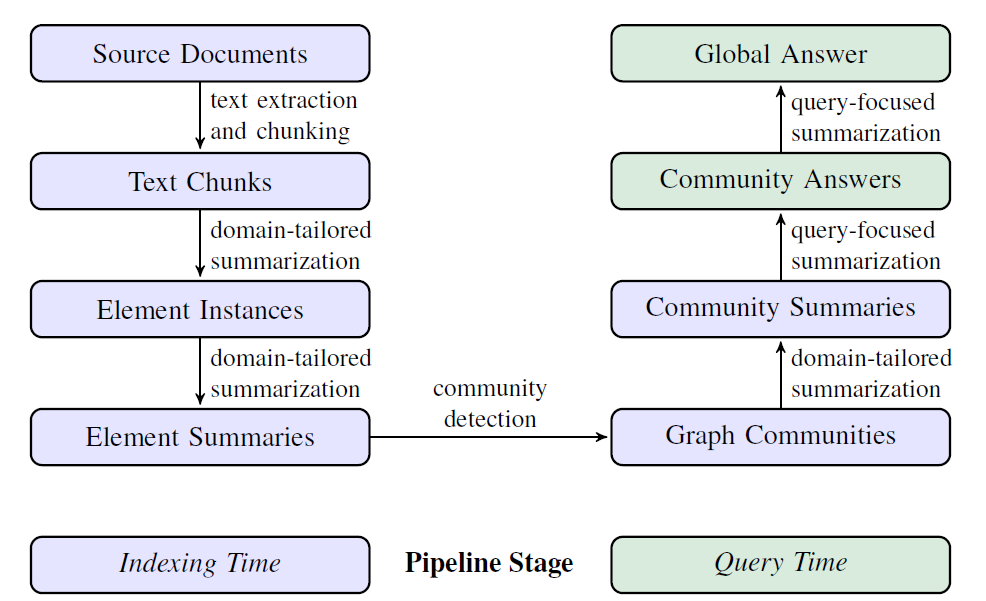 Source Documents
text extraction
and chunking
Text Chunks
domain-tailored
summarization
Element Instances
domain-tailored
summarization
Element Summaries
community
detection
Global Answer
query-focused
summarization
Community Answers
query-focused
summarization
Community Summaries
domain-tailored
summarization
Graph Communities
Indexing Time
Pipeline Stage
Query Time